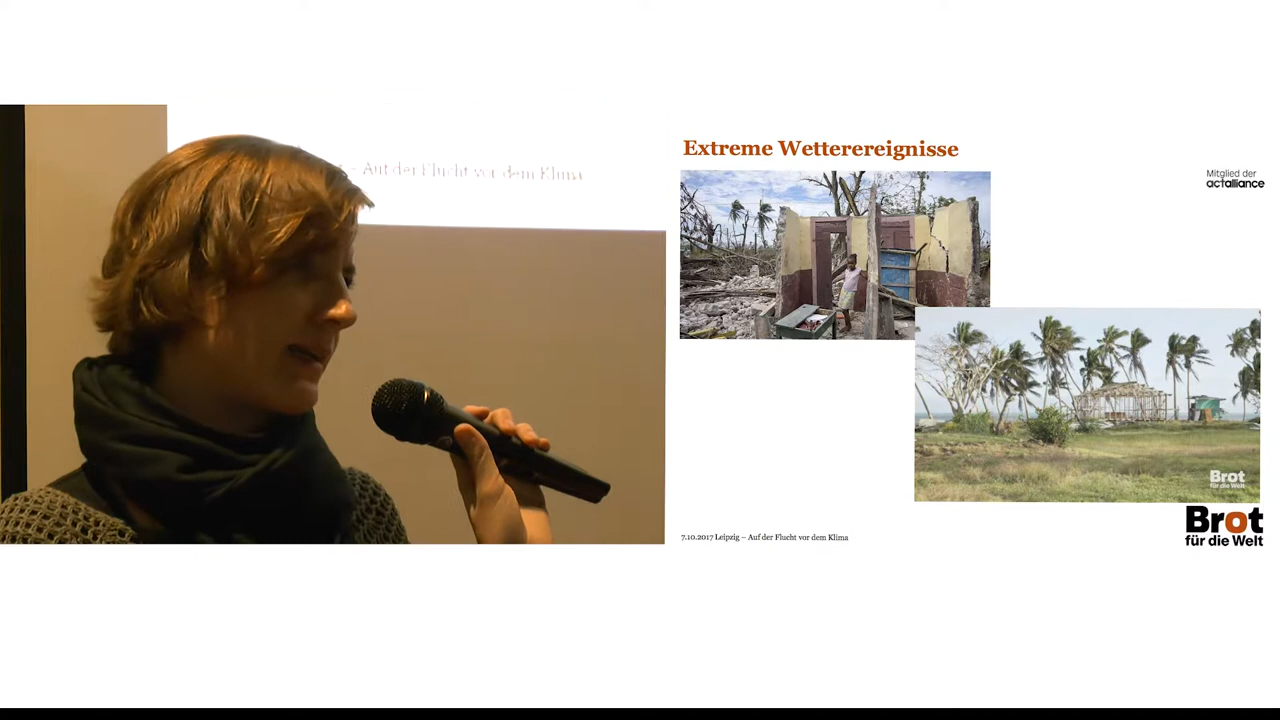 – Auf der Flucht vor dem Klima
Extreme Wetterereignisse
Mitglied der
actalliance
Brot
für die Welt
Brot
für die Welt
7.10.2017 Leipzig – Auf der Flucht vor dem Klima